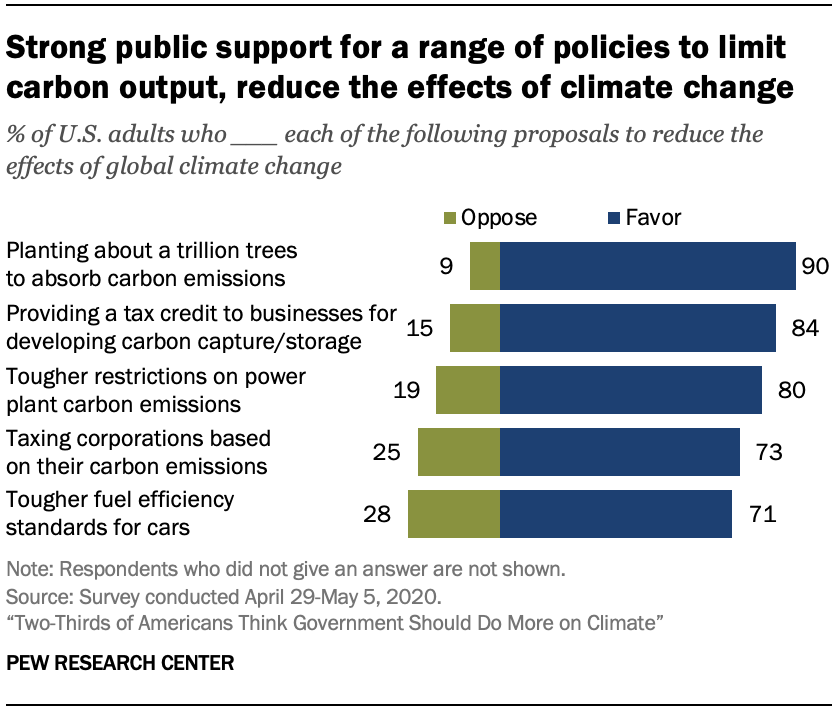 Strong public support for a range of policies to limit
carbon output, reduce the effects of climate change
% of U.S. adults who ____ each of the following proposals to reduce the
effects of global climate change
Oppose Favor
Planting about a trillion trees
to absorb carbon emissions
9 90
Providing a tax credit to businesses for
developing carbon capture/storage
15 84
Tougher restrictions on power
plant carbon emissions
19 80
Taxing corporations based
on their carbon emissions
25 73
Tougher fuel efficiency
standards for cars
28 71
Note: Respondents who did not give an answer are not shown.
Source: Survey conducted April 29-May 5, 2020.
“Two-Thirds of Americans Think Government Should Do More on Climate”
PEW RESEARCH CENTER